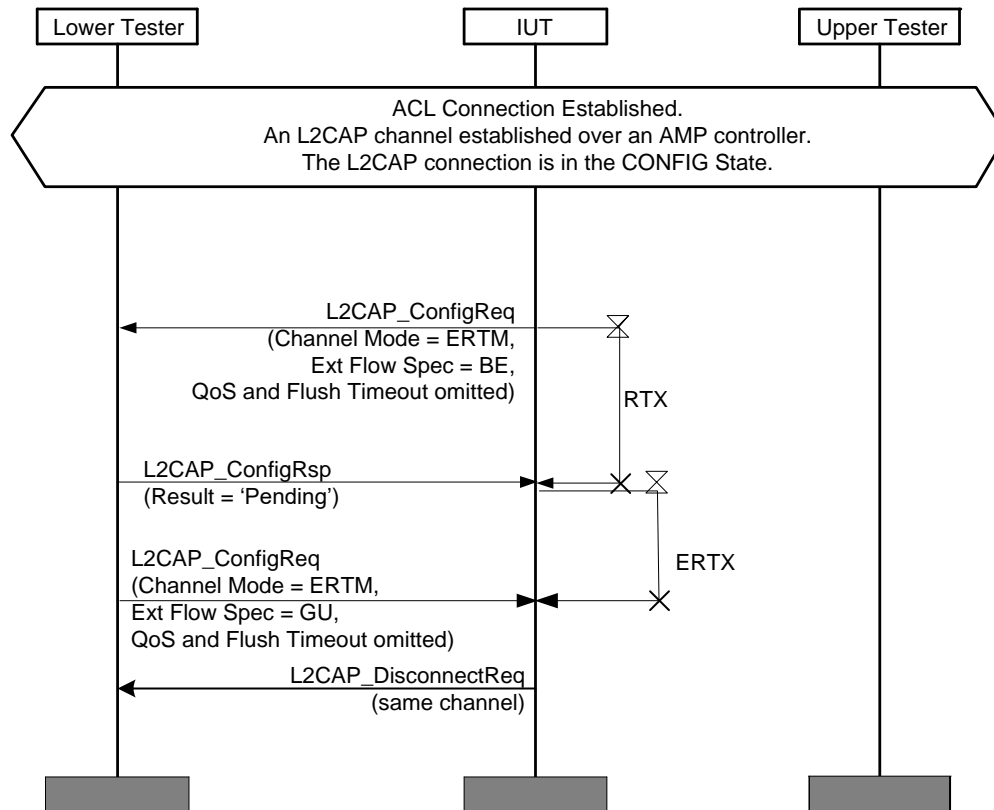 Lower Tester
IUT
Upper Tester
ACL Connection Established.
An L2CAP channel established over an AMP controller.
The L2CAP connection is in the CONFIG State.
L2CAP_ConfigReq
(Channel Mode = ERTM,
Ext Flow Spec = BE,
QoS and Flush Timeout omitted)
RTX
L2CAP_ConfigRsp
(Result = ‘Pending’)
L2CAP_ConfigReq
(Channel Mode = ERTM,
Ext Flow Spec = GU,
QoS and Flush Timeout omitted)
ERTX
L2CAP_DisconnectReq
(same channel)